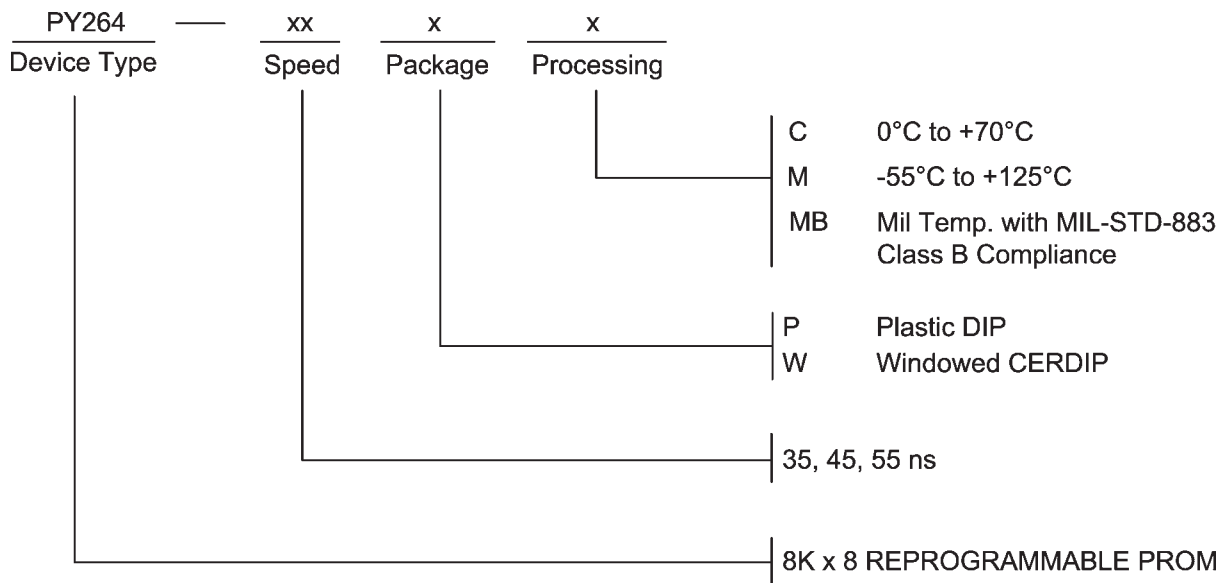 PY264 — xx x x
Device Type Speed Package Processing
C 0°C to +70°C
M -55°C to +125°C
MB Mil Temp. with MIL-STD-883
Class B Compliance
P Plastic DIP
W Windowed CERDIP
35, 45, 55 ns
8K x 8 REPROGRAMMABLE PROM